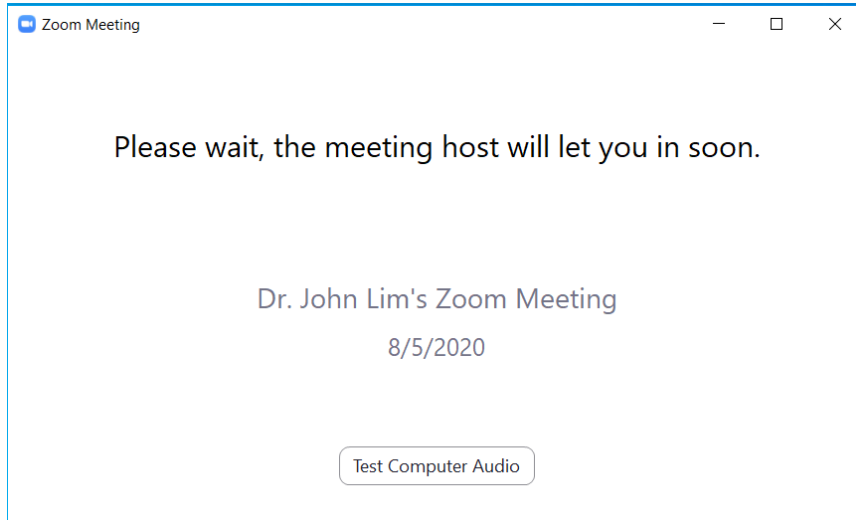 Zoom Meeting
Please wait, the meeting host will let you in soon.
Dr. John Lim's Zoom Meeting
8/5/2020
Test Computer Audio